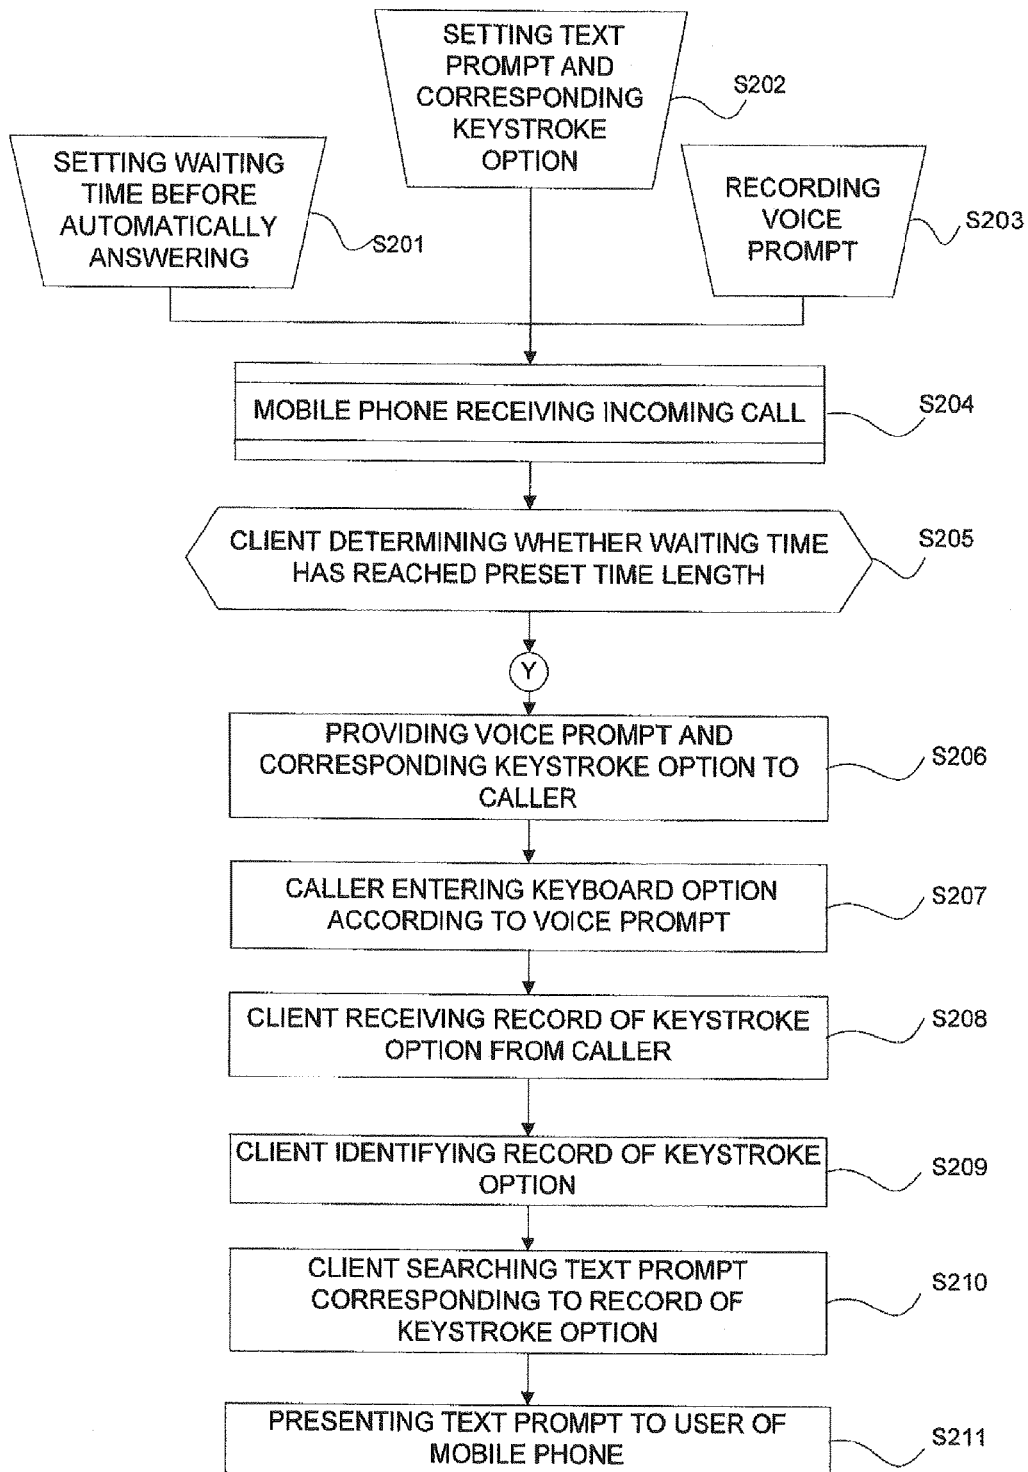 SETTING TEXT
PROMPT AND
CORRESPONDING
KEYSTROKE
OPTION
S202
SETTING WAITING
TIME BEFORE
AUTOMATICALLY
ANSWERING
S201
RECORDING
VOICE
PROMPT
S203
MOBILE PHONE RECEIVING INCOMING CALL
S204
CLIENT DETERMINING WHETHER WAITING TIME
HAS REACHED PRESET TIME LENGTH
S205
Y
PROVIDING VOICE PROMPT AND
CORRESPONDING KEYSTROKE OPTION TO
CALLER
S206
CALLER ENTERING KEYBOARD OPTION
ACCORDING TO VOICE PROMPT
S207
CLIENT RECEIVING RECORD OF KEYSTROKE
OPTION FROM CALLER
S208
CLIENT IDENTIFYING RECORD OF KEYSTROKE
OPTION
S209
CLIENT SEARCHING TEXT PROMPT
CORRESPONDING TO RECORD OF
KEYSTROKE OPTION
S210
PRESENTING TEXT PROMPT TO USER OF
MOBILE PHONE
S211